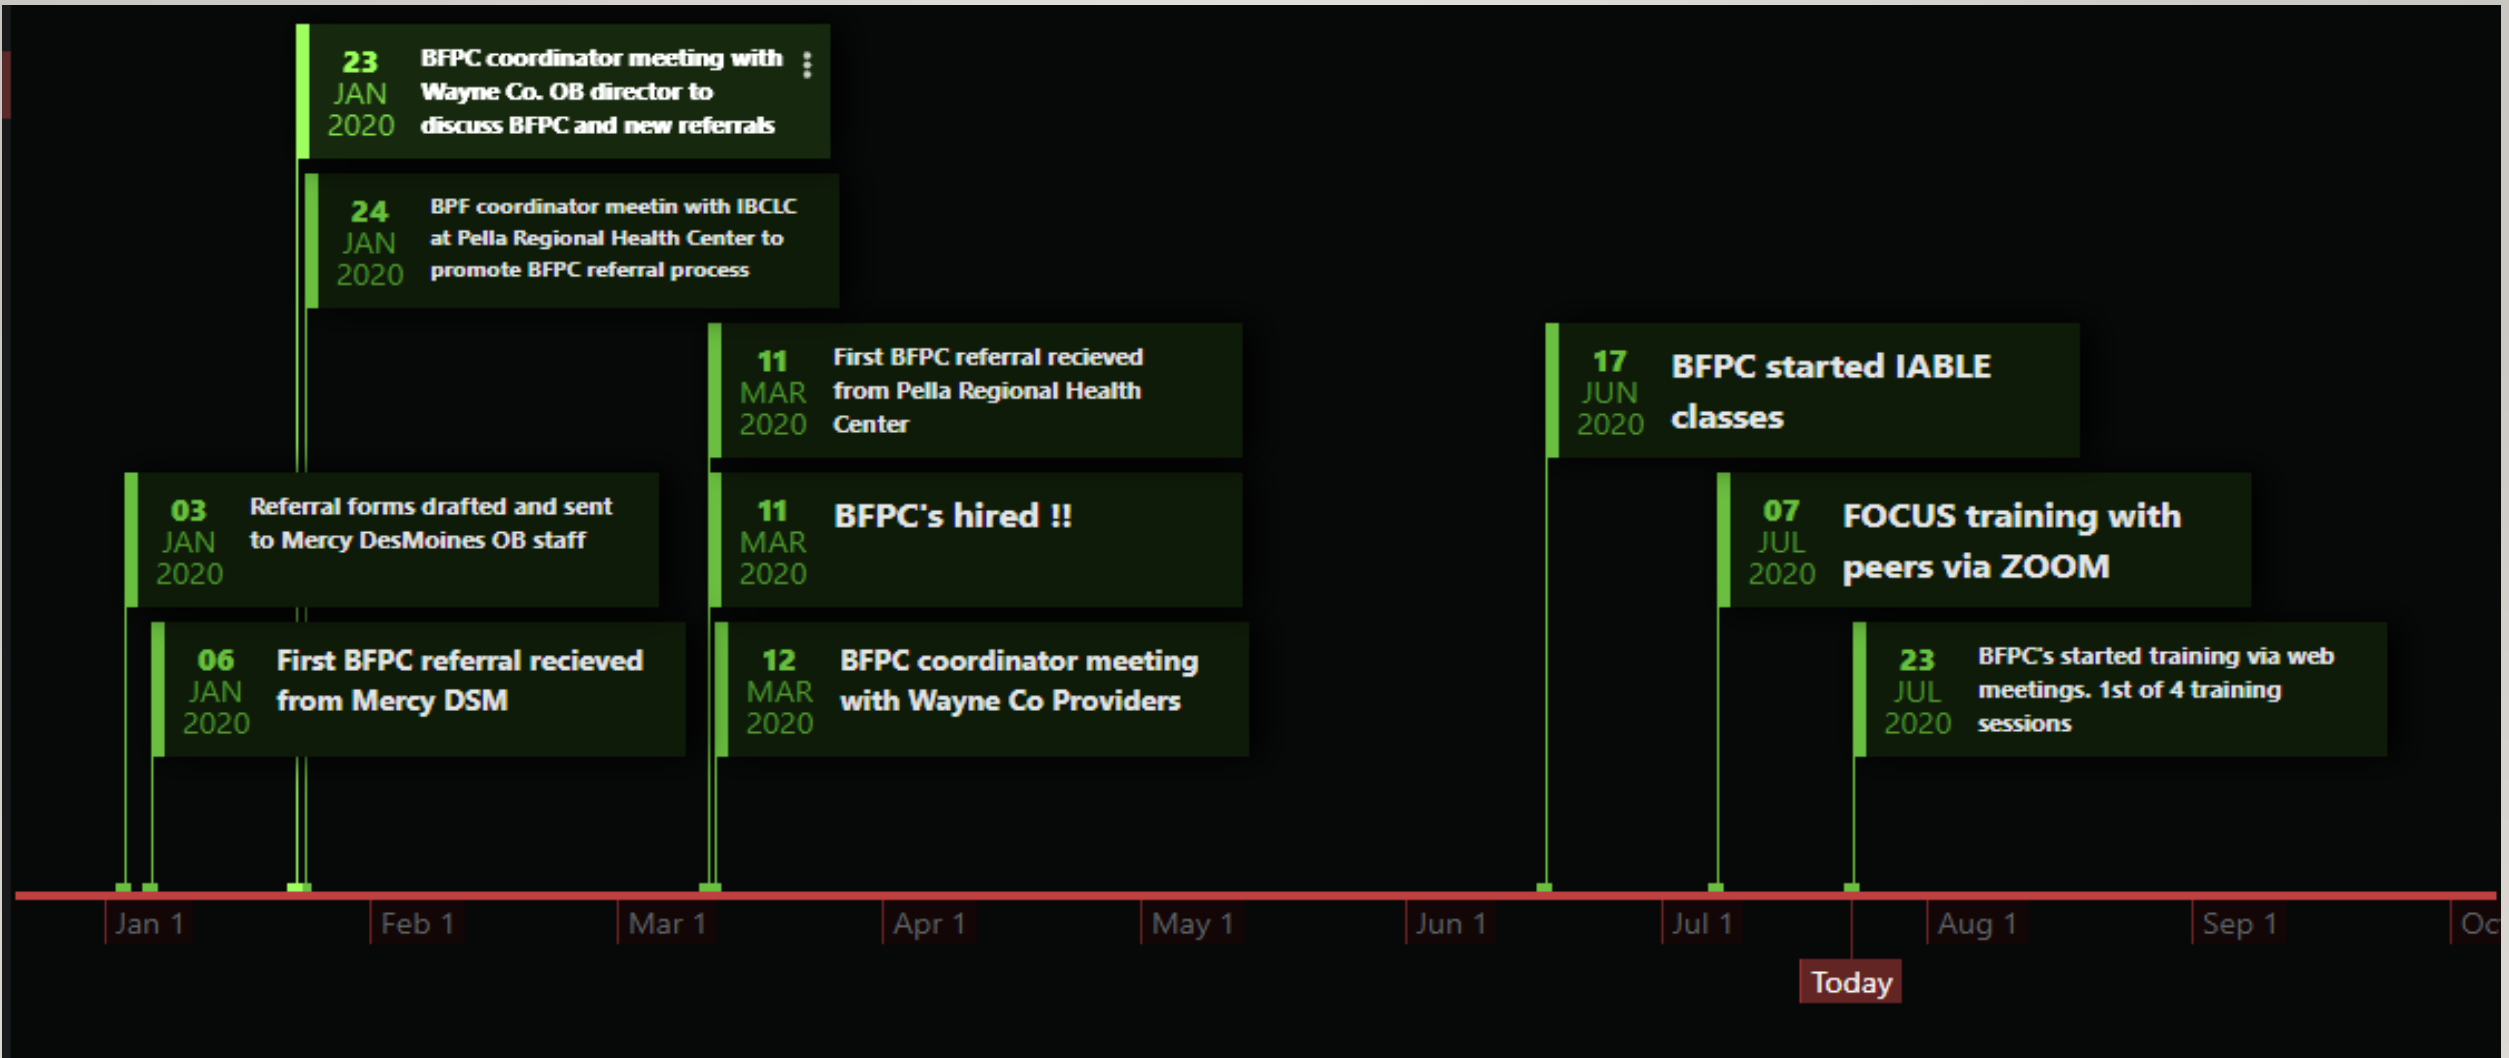 23
JAN
2020
BFPC coordinator meeting with
Wayne Co. OB director to
discuss BFPC and new referrals
24
JAN
2020
BPF coordinator meetin with IBCLC
at Pella Regional Health Center to
promote BFPC referral process
11
MAR
2020
First BFPC referral recieved
from Pella Regional Health
Center
17
JUN
2020
BFPC started IABLE
classes
03
JAN
2020
Referral forms drafted and sent
to Mercy DesMoines OB staff
11
MAR
2020
BFPC's hired !!
07
JUL
2020
FOCUS training with
peers via ZOOM
06
JAN
2020
First BFPC referral recieved
from Mercy DSM
12
MAR
2020
BFPC coordinator meeting
with Wayne Co Providers
23
JUL
2020
BFPC's started training via web
meetings. 1st of 4 training
sessions
Jan 1
Feb 1
Mar 1
Apr 1
May 1
Jun 1
Jul 1
Aug 1
Sep 1
Oc
Today